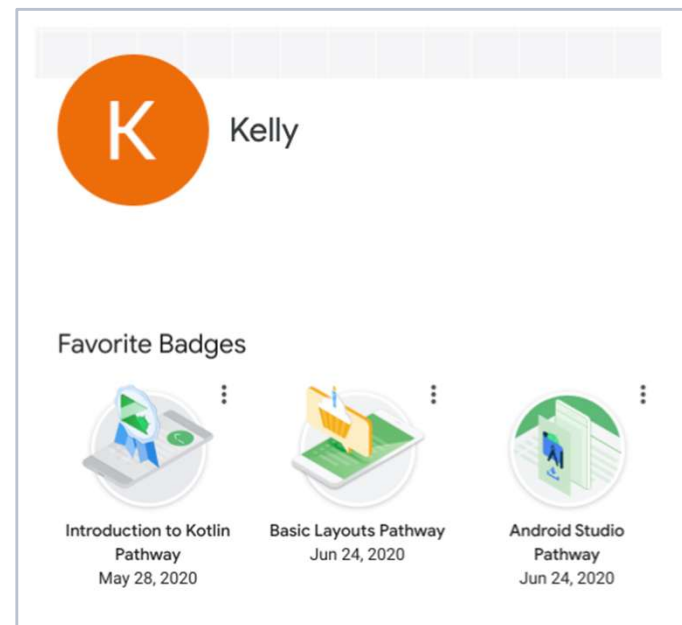 K
Kelly
Favorite Badges
Introduction to Kotlin
Pathway
May 28, 2020
Basic Layouts Pathway
Jun 24, 2020
Android Studio
Pathway
Jun 24, 2020